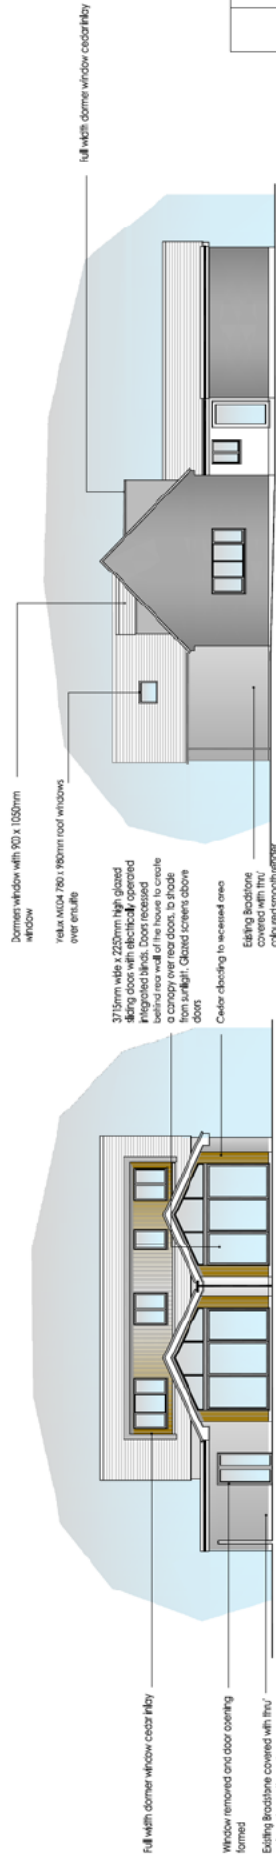 Full width dormer window cedar inlay
Dormers window with 900 x 1050mm
window
Velux MK04 780 x 980mm roof windows
over ensuite
3715mm wide x 2250mm high glazed
sliding doors with electrically operated
integrated blinds. Doors recessed
behind rear wall of the house to create
a canopy over rear doors, to shade
from sunlight. Glazed screens above
doors
Cedar cladding to recessed area
Existing Bradstone
covered with thru'
coloured smooth render
Full width dormer window cedar inlay
Window removed and door opening
formed
Existing Bradstone covered with thru'